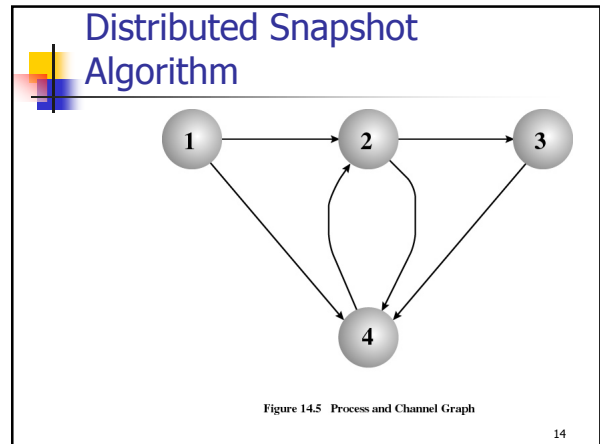 Distributed Snapshot
Algorithm
1
2
3
4
Figure 14.5 Process and Channel Graph
14